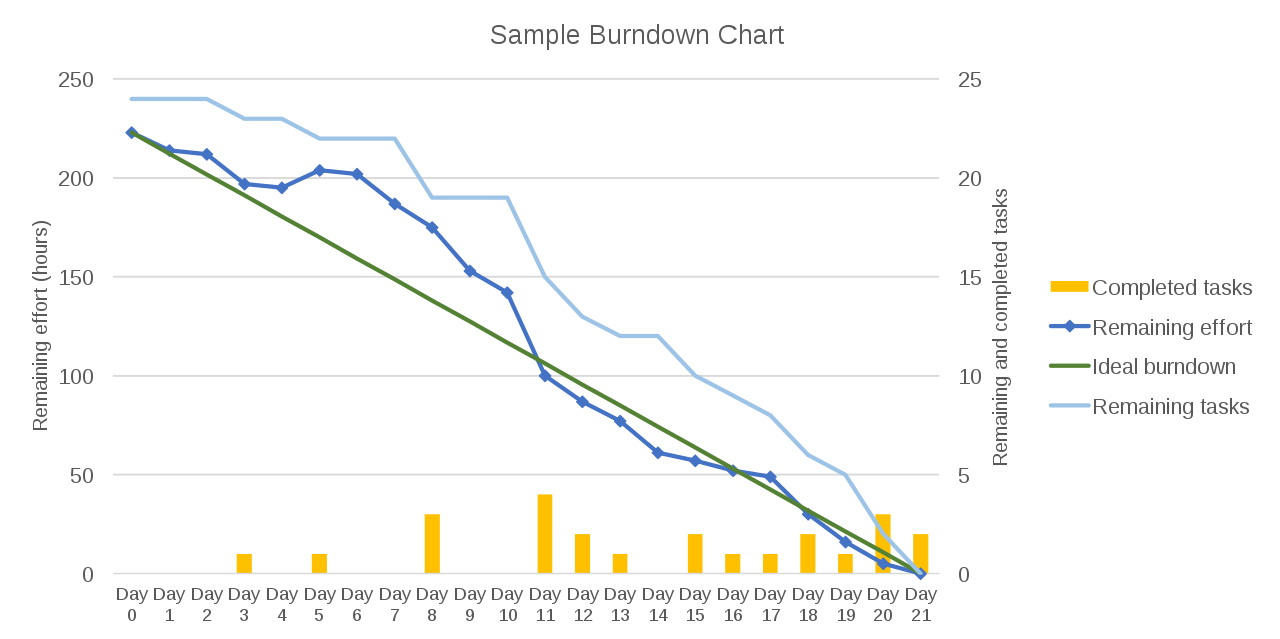 Sample Burndown Chart
250
200
150
100
50
0
25
20
15
10
5
0
Remaining effort (hours)
Remaining and completed tasks
Completed tasks
Remaining effort
Ideal burndown
Remaining tasks
Day Day Day Day Day Day Day Day Day Day Day Day Day Day Day Day Day Day Day Day Day Day
0 1 2 3 4 5 6 7 8 9 10 11 12 13 14 15 16 17 18 19 20 21